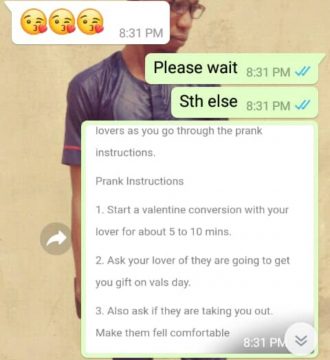 😘😘😘
8:31 PM
Please wait 8:31 PM
Sth else 8:31 PM
lovers as you go through the prank
instructions.
Prank Instructions
1. Start a valentine conversion with your
lover for about 5 to 10 mins.
2. Ask your lover of they are going to get
you gift on vals day.
3. Also ask if they are taking you out.
Make them fell comfortable
8:31 PM